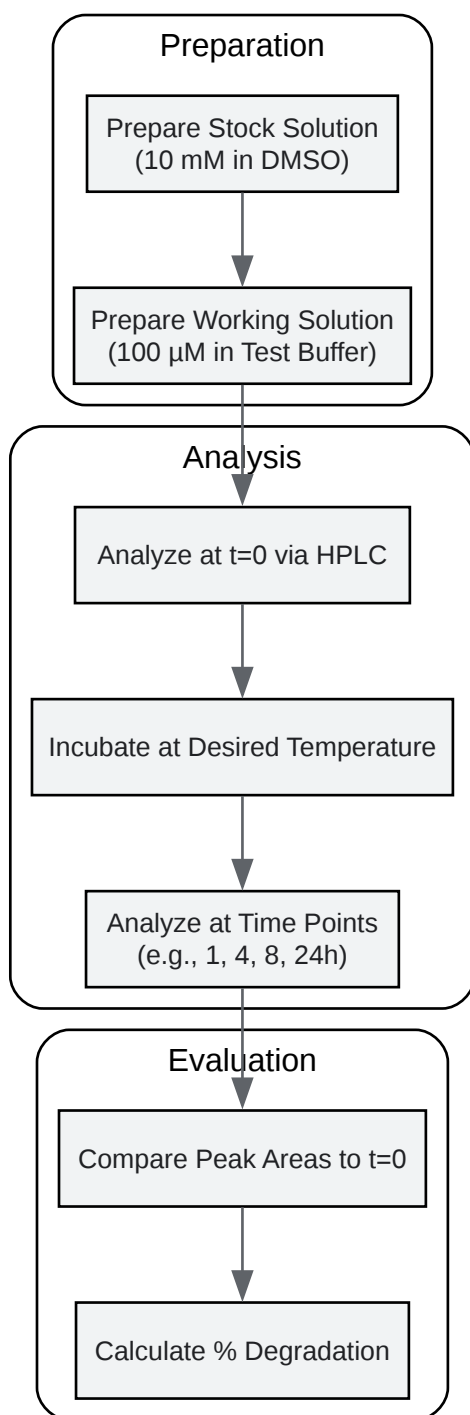 Preparation
Prepare Stock Solution
(10 mM in DMSO)
Prepare Working Solution
(100 µM in Test Buffer)
Analysis
Analyze at t=0 via HPLC
Incubate at Desired Temperature
Analyze at Time Points
(e.g., 1, 4, 8, 24h)
Evaluation
Compare Peak Areas to t=0
Calculate % Degradation